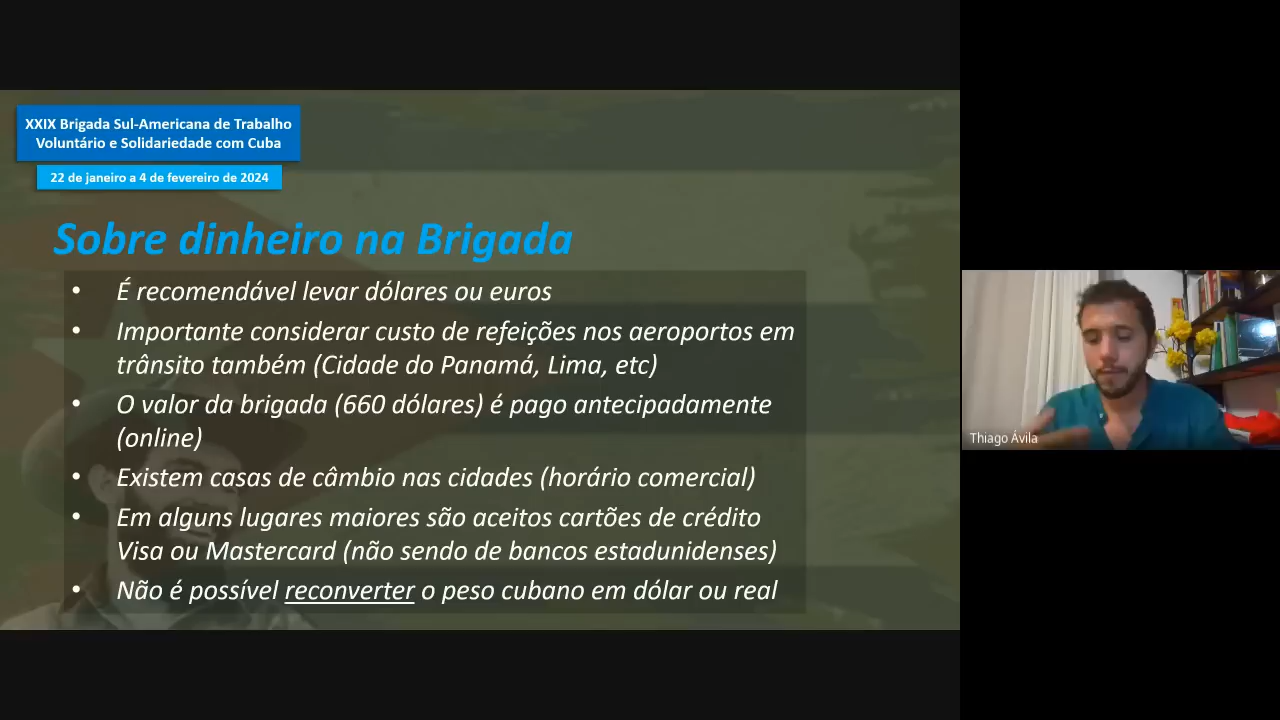 XXIX Brigada Sul-Americana de Trabalho
Voluntário e Solidariedade com Cuba
22 de janeiro a 4 de fevereiro de 2024
Sobre dinheiro na Brigada
• É recomendável levar dólares ou euros
• Importante considerar custo de refeições nos aeroportos em
trânsito também (Cidade do Panamá, Lima, etc)
• O valor da brigada (660 dólares) é pago antecipadamente
(online)
• Existem casas de câmbio nas cidades (horário comercial)
• Em alguns lugares maiores são aceitos cartões de crédito
Visa ou Mastercard (não sendo de bancos estadunidenses)
• Não é possível reconverter o peso cubano em dólar ou real
Thiago Ávila